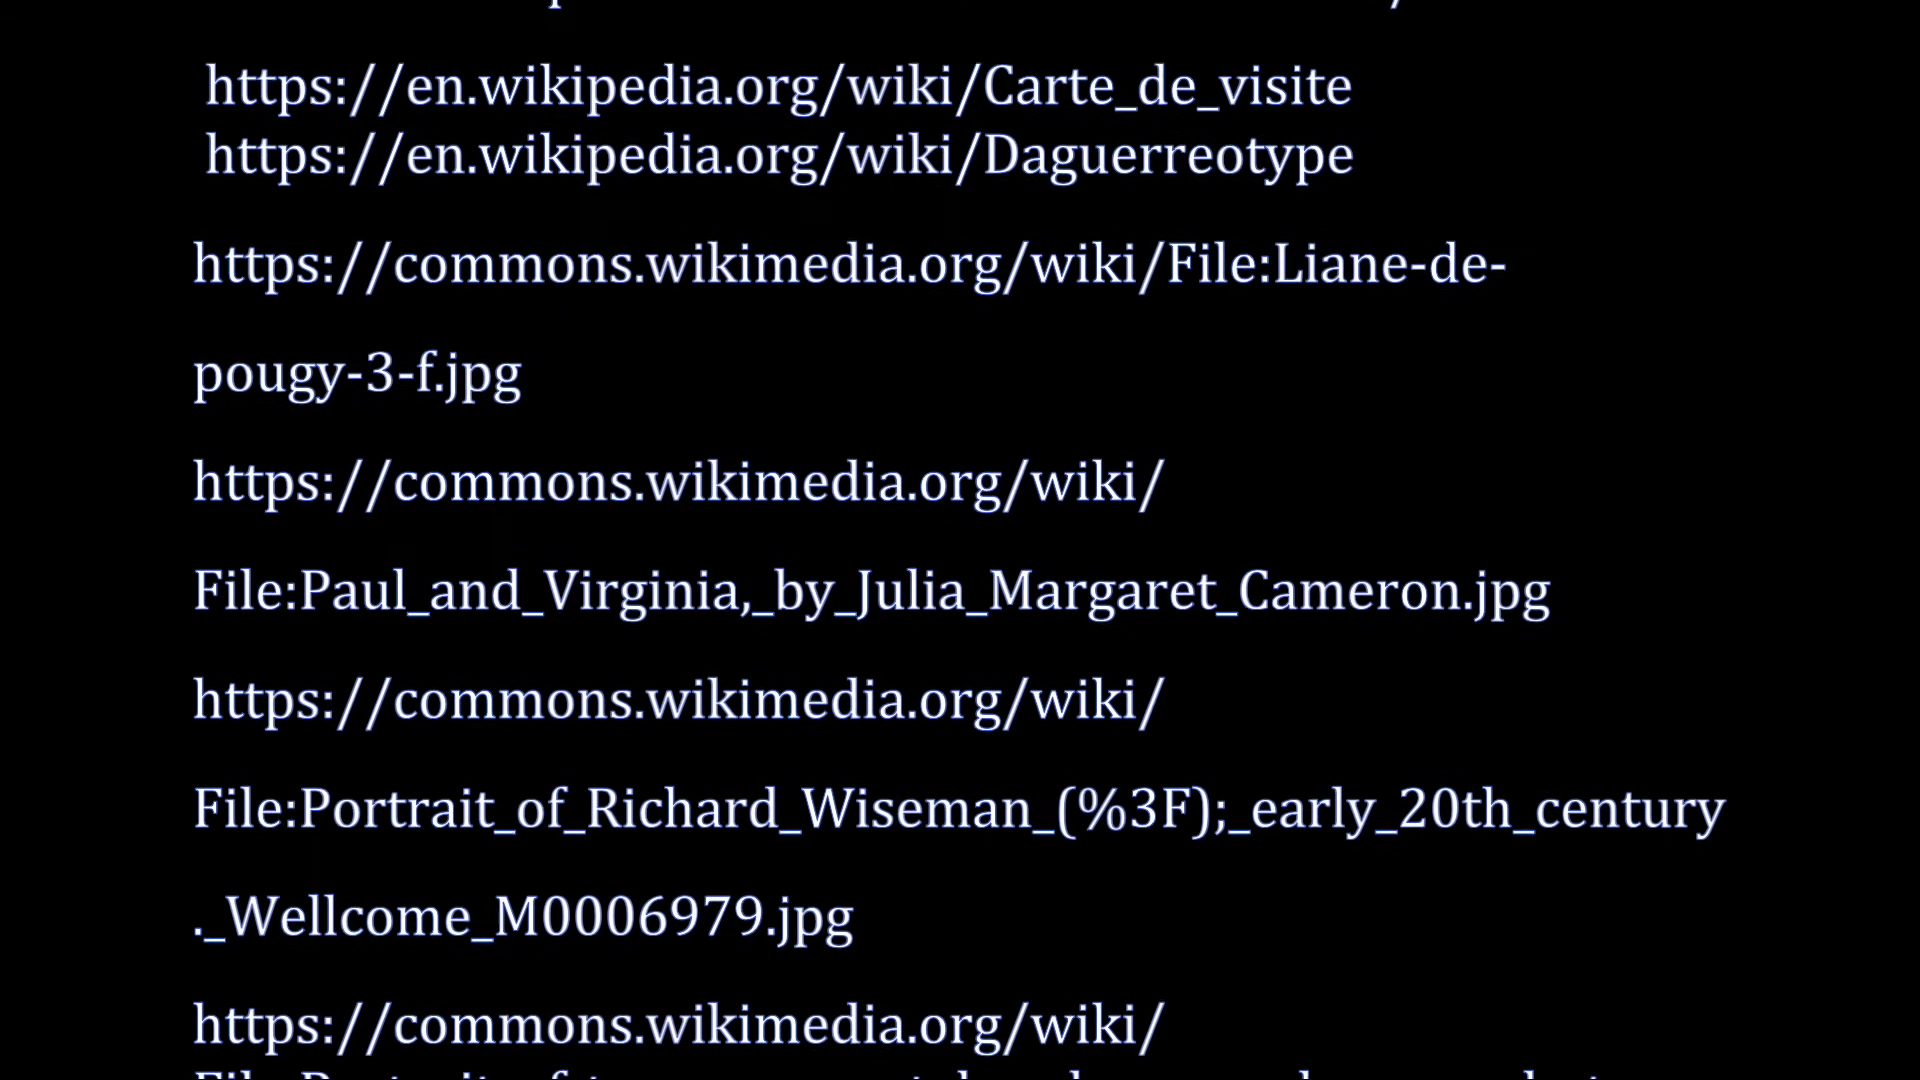 https://en.wikipedia.org/wiki/Carte_de_visite
https://en.wikipedia.org/wiki/Daguerreotype
https://commons.wikimedia.org/wiki/File:Liane-de-
pougy-3-f.jpg
https://commons.wikimedia.org/wiki/
File:Paul_and_Virginia,_by_Julia_Margaret_Cameron.jpg
https://commons.wikimedia.org/wiki/
File:Portrait_of_Richard_Wiseman_(%3F);_early_20th_century
._Wellcome_M0006979.jpg
https://commons.wikimedia.org/wiki/